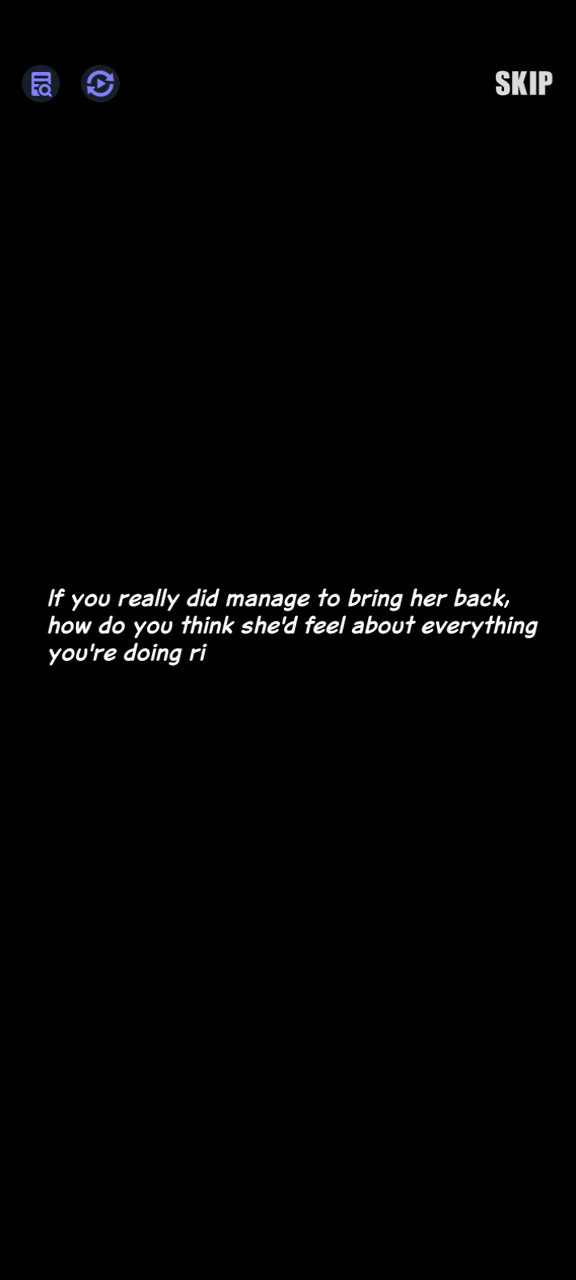 SKIP
If you really did manage to bring her back,
how do you think she'd feel about everything
you're doing ri